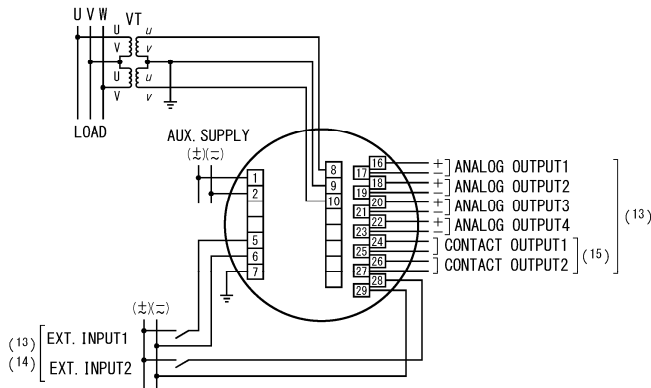 U V W VT
U u
V v
U u
V v
LOAD
AUX. SUPPLY
(±)(∓)
1
2
5
6
7
8
9
10
16
17
18
19
20
21
22
23
24
25
26
27
28
29
+
−
ANALOG OUTPUT1
+
−
ANALOG OUTPUT2
+
−
ANALOG OUTPUT3
+
−
ANALOG OUTPUT4
CONTACT OUTPUT1
CONTACT OUTPUT2
(15)
(13)
(±)(∓)
(13)
(14)
EXT. INPUT1
EXT. INPUT2